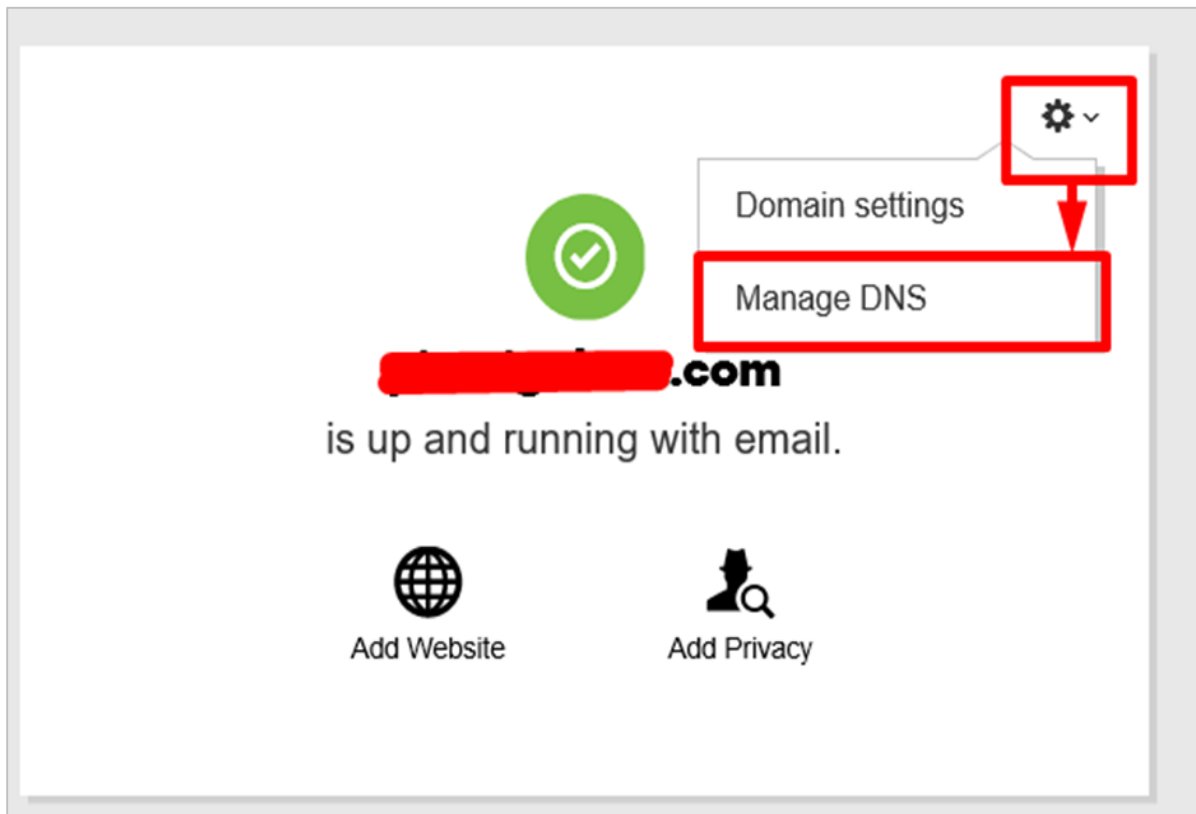 Domain settings
Manage DNS
.com
is up and running with email.
Add Website
Add Privacy